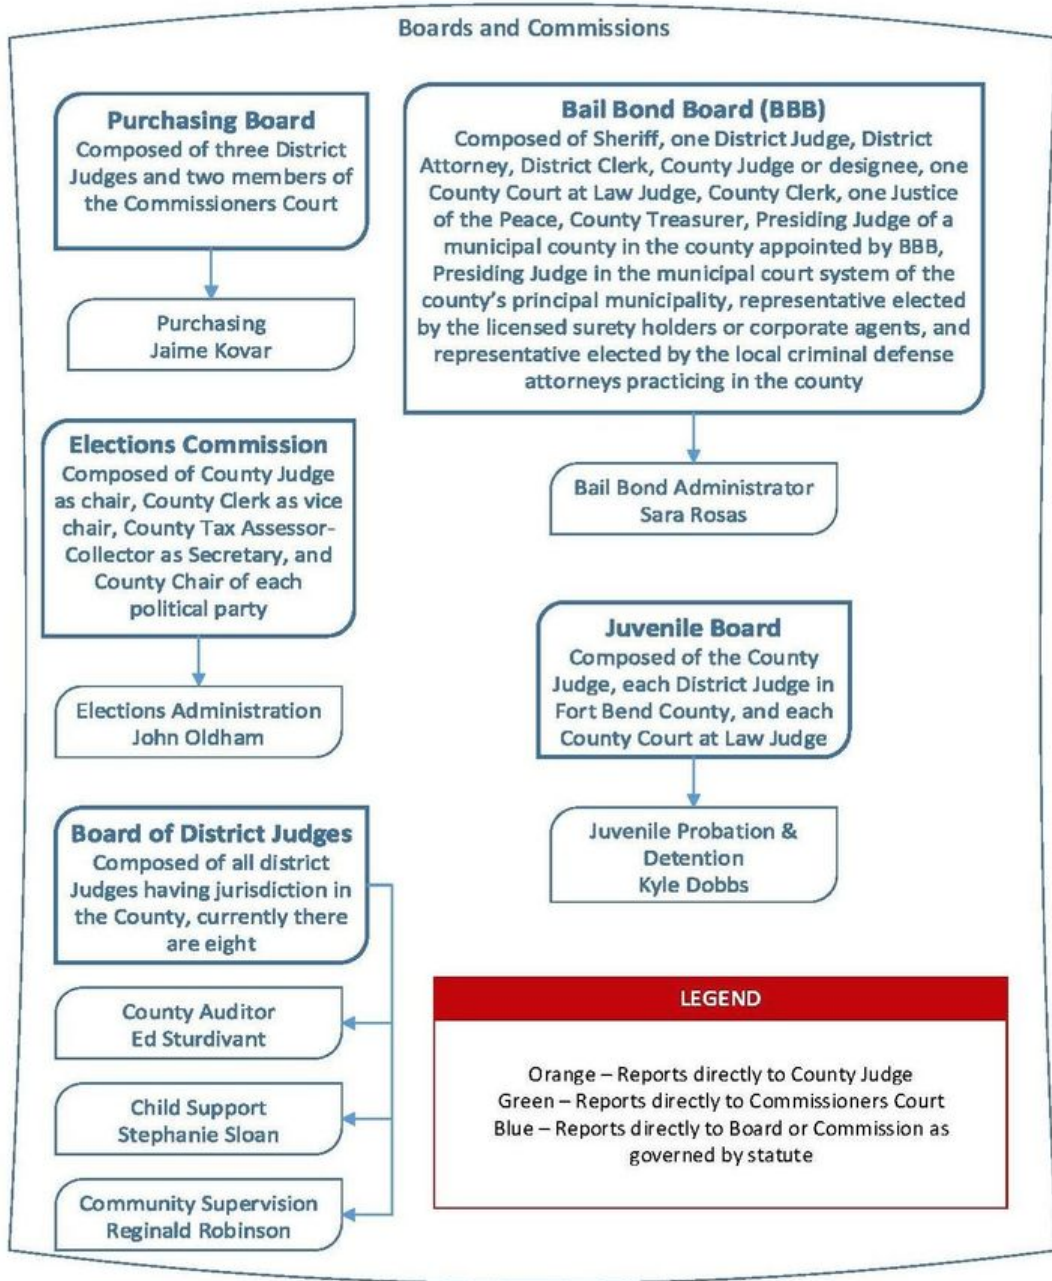 Boards and Commissions
Purchasing Board
Composed of three District
Judges and two members of
the Commissioners Court
Purchasing
Jaime Kovar
Bail Bond Board (BBB)
Composed of Sheriff, one District Judge, District
Attorney, District Clerk, County Judge or designee, one
County Court at Law Judge, County Clerk, one Justice
of the Peace, County Treasurer, Presiding Judge of a
municipal county in the county appointed by BBB,
Presiding Judge in the municipal court system of the
county's principal municipality, representative elected
by the licensed surety holders or corporate agents, and
representative elected by the local criminal defense
attorneys practicing in the county
Bail Bond Administrator
Sara Rosas
Elections Commission
Composed of County Judge
as chair, County Clerk as vice
chair, County Tax Assessor-
Collector as Secretary, and
County Chair of each
political party
Elections Administration
John Oldham
Juvenile Board
Composed of the County
Judge, each District Judge in
Fort Bend County, and each
County Court at Law Judge
Juvenile Probation &
Detention
Kyle Dobbs
Board of District Judges
Composed of all district
Judges having jurisdiction in
the County, currently there
are eight
County Auditor
Ed Sturdivant
Child Support
Stephanie Sloan
Community Supervision
Reginald Robinson
LEGEND
Orange – Reports directly to County Judge
Green – Reports directly to Commissioners Court
Blue – Reports directly to Board or Commission as
governed by statute